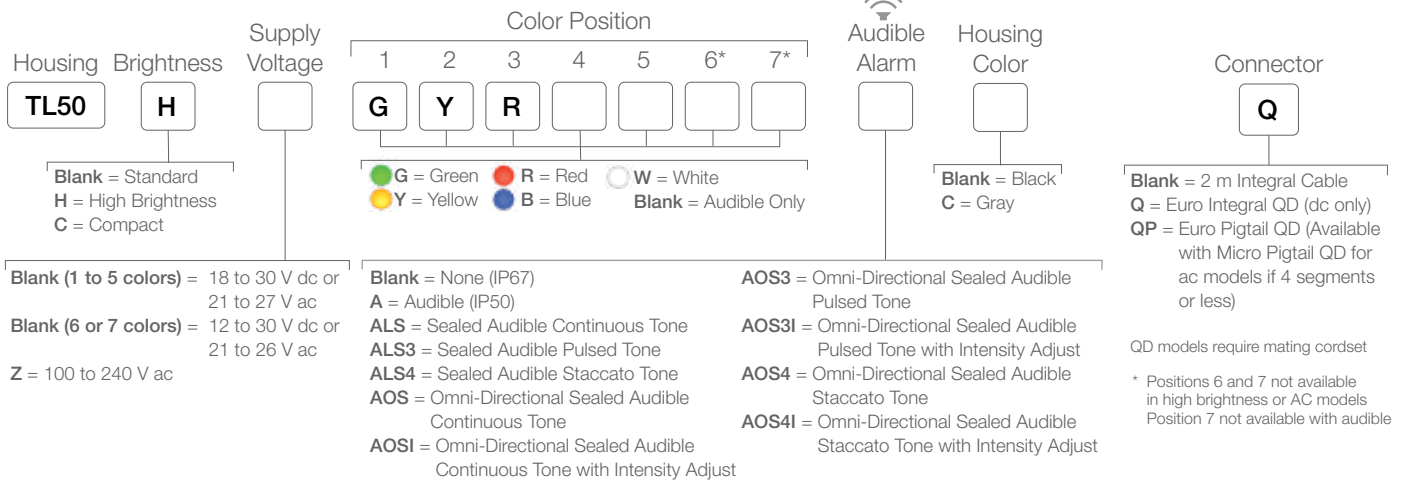 Color Position
Supply Voltage
Audible Alarm
Housing Color
Housing Brightness
1 2 3 4 5 6* 7*
Connector
TL50 H G Y R Q
Blank = Standard
H = High Brightness
C = Compact
G = Green R = Red W = White
Y = Yellow B = Blue Blank = Audible Only
Blank = Black
C = Gray
Blank = 2 m Integral Cable
Q = Euro Integral QD (dc only)
QP = Euro Pigtail QD (Available
with Micro Pigtail QD for
ac models if 4 segments
or less)
Blank (1 to 5 colors) = 18 to 30 V dc or
21 to 27 V ac
Blank (6 or 7 colors) = 12 to 30 V dc or
21 to 26 V ac
Z = 100 to 240 V ac
Blank = None (IP67)
A = Audible (IP50)
ALS = Sealed Audible Continuous Tone
ALS3 = Sealed Audible Pulsed Tone
ALS4 = Sealed Audible Staccato Tone
AOS = Omni-Directional Sealed Audible
Continuous Tone
AOSI = Omni-Directional Sealed Audible
Continuous Tone with Intensity Adjust
AOS3 = Omni-Directional Sealed Audible
Pulsed Tone
AOS3I = Omni-Directional Sealed Audible
Pulsed Tone with Intensity Adjust
AOS4 = Omni-Directional Sealed Audible
Staccato Tone
AOS4I = Omni-Directional Sealed Audible
Staccato Tone with Intensity Adjust
QD models require mating cordset
* Positions 6 and 7 not available
in high brightness or AC models
Position 7 not available with audible